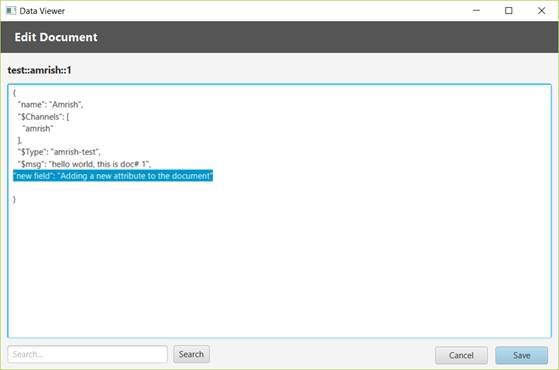 Data Viewer
Edit Document
test::amrish::1
{
"name": "Amrish",
"$Channels": [
"amrish"
],
"$Type": "amrish-test",
"$msg": "hello world, this is doc# 1",
"new field": "Adding a new attribute to the document"
}
Search...
Search
Cancel
Save